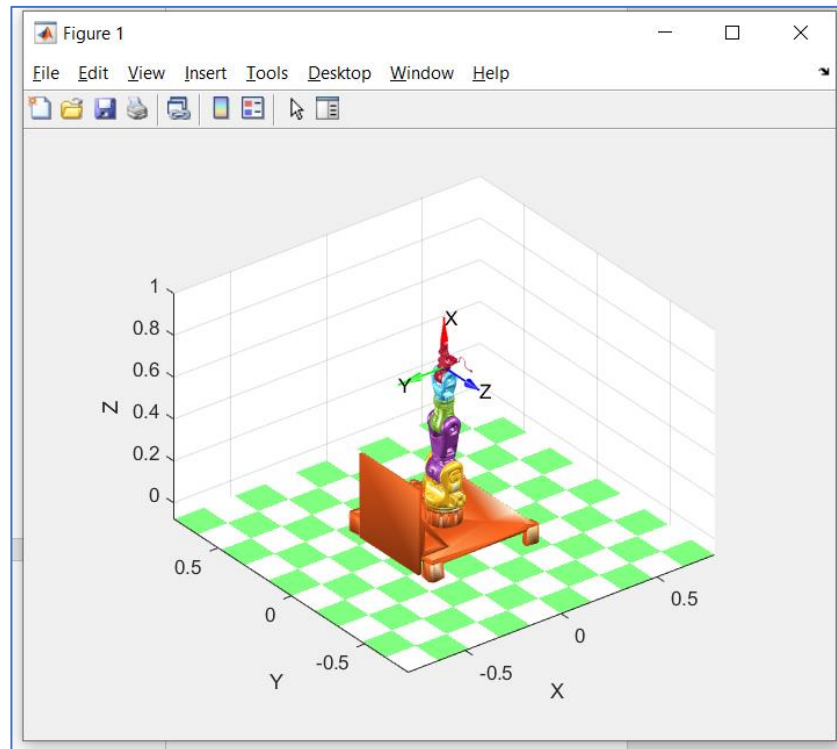 Figure 1
File Edit View Insert Tools Desktop Window Help
1
0.8
0.6
0.4
0.2
0
Z
X
Y
Z
0.5
0
-0.5
Y
-0.5
0
0.5
X